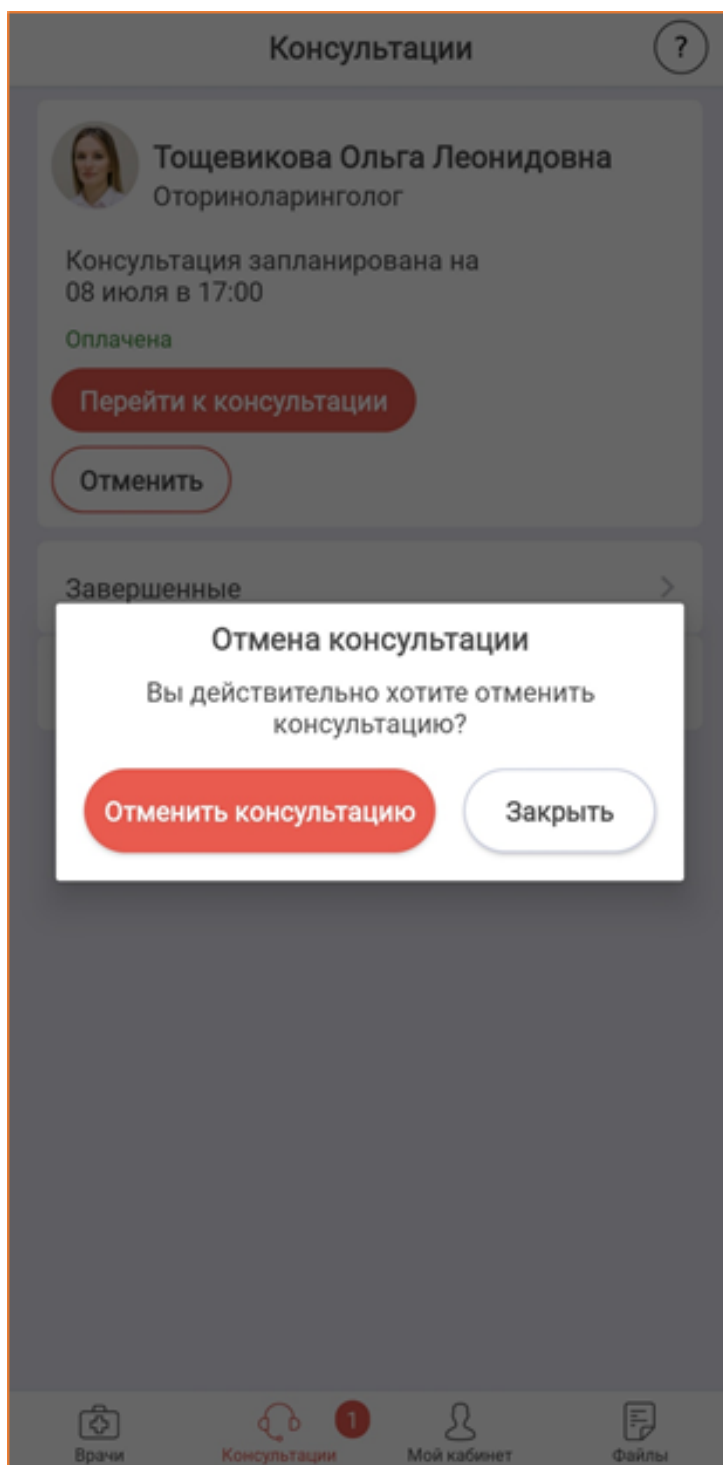 Консультации
?
Тощевикова Ольга Леонидовна
Оториноларинголог
Консультация запланирована на
08 июля в 17:00
Оплачена
Перейти к консультации
Отменить
Завершенные
Отмена консультации
Вы действительно хотите отменить
консультацию?
Отменить консультацию
Закрыть
1
Врачи
Консультации
Мой кабинет
Файлы